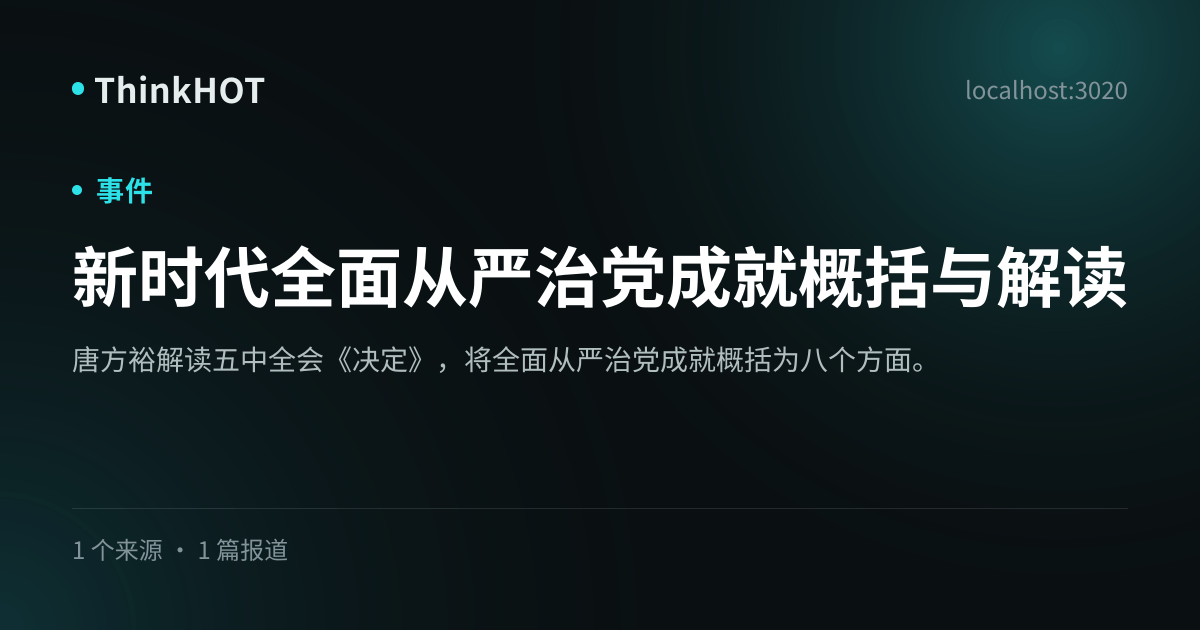 ThinkHOT
localhost:3020
事件
新时代全面从严治党成就概括与解读
唐方裕解读五中全会《决定》，将全面从严治党成就概括为八个方面。
1 个来源 · 1 篇报道